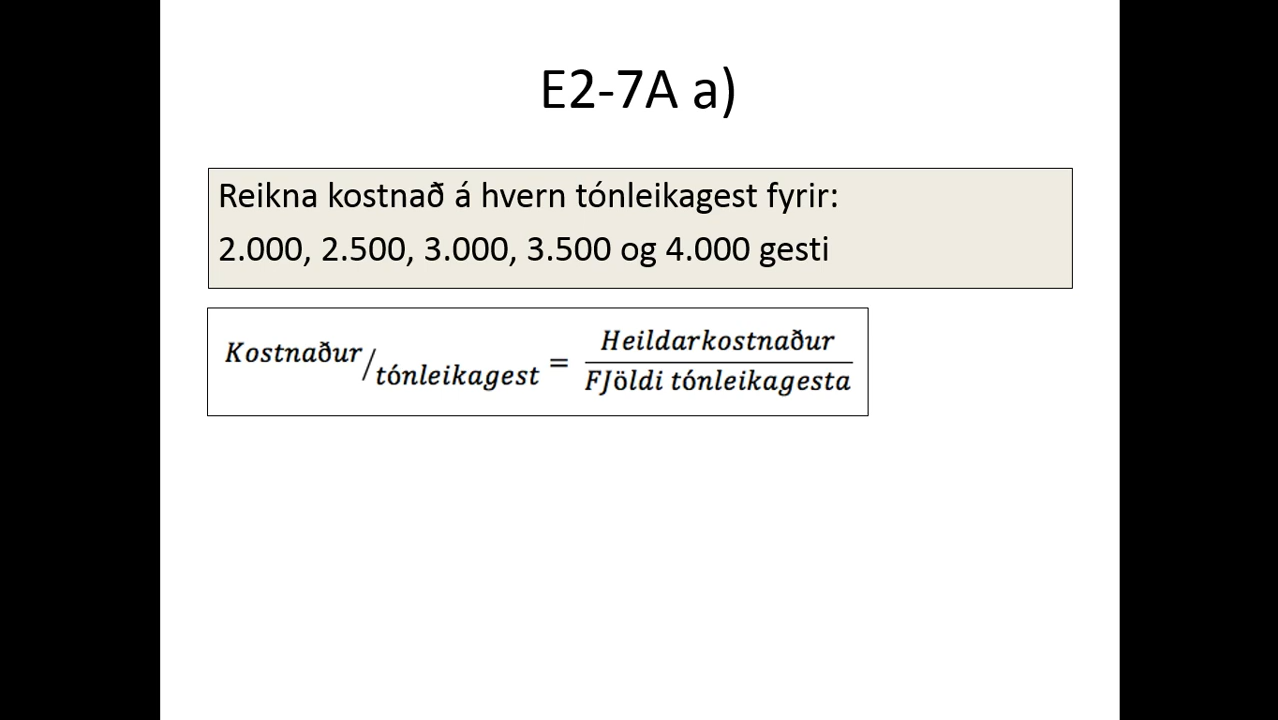 E2-7A a)
Reikna kostnað á hvern tónleikagest fyrir:
2.000, 2.500, 3.000, 3.500 og 4.000 gesti
Kostnaður/tónleikagest = Heildarkostnaður
FJöldi tónleikagesta